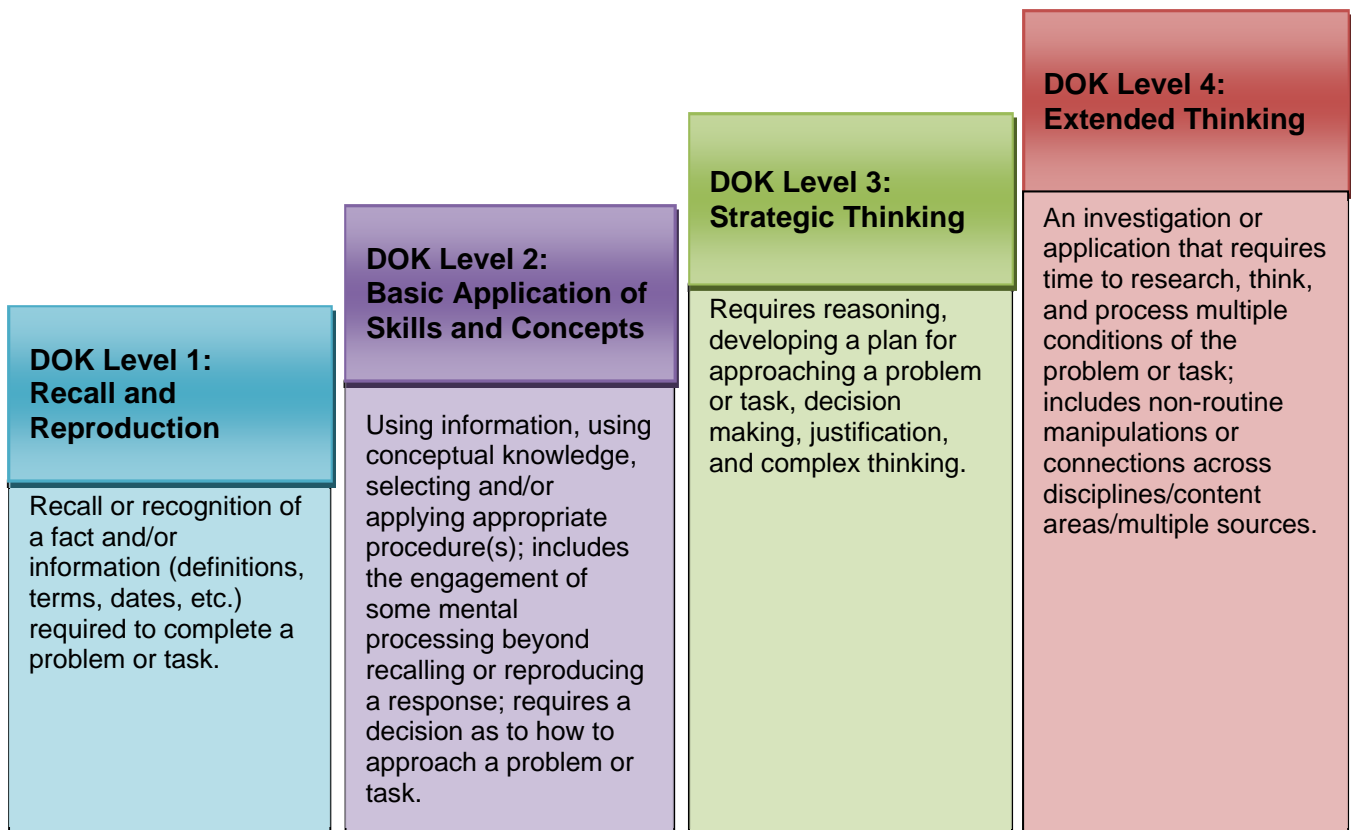 DOK Level 1:
Recall and
Reproduction
Recall or recognition of
a fact and/or
information (definitions,
terms, dates, etc.)
required to complete a
problem or task.
DOK Level 2:
Basic Application of
Skills and Concepts
Using information, using
conceptual knowledge,
selecting and/or
applying appropriate
procedure(s); includes
the engagement of
some mental
processing beyond
recalling or reproducing
a response; requires a
decision as to how to
approach a problem or
task.
DOK Level 3:
Strategic Thinking
Requires reasoning,
developing a plan for
approaching a problem
or task, decision
making, justification,
and complex thinking.
DOK Level 4:
Extended Thinking
An investigation or
application that requires
time to research, think,
and process multiple
conditions of the
problem or task;
includes non-routine
manipulations or
connections across
disciplines/content
areas/multiple sources.